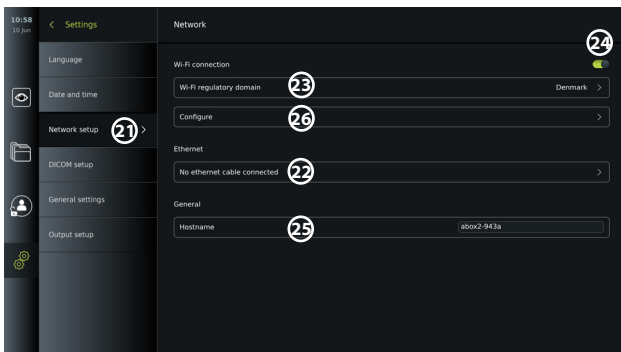 10:58
10 Jun
Settings
Network
24
Language
Wi-Fi connection
Wi-Fi regulatory domain 23 Denmark
Date and time
Configure 26
Network setup 21
Ethernet
DICOM setup
No ethernet cable connected 22
General settings
General
Hostname 25 abox2-943a
Output setup